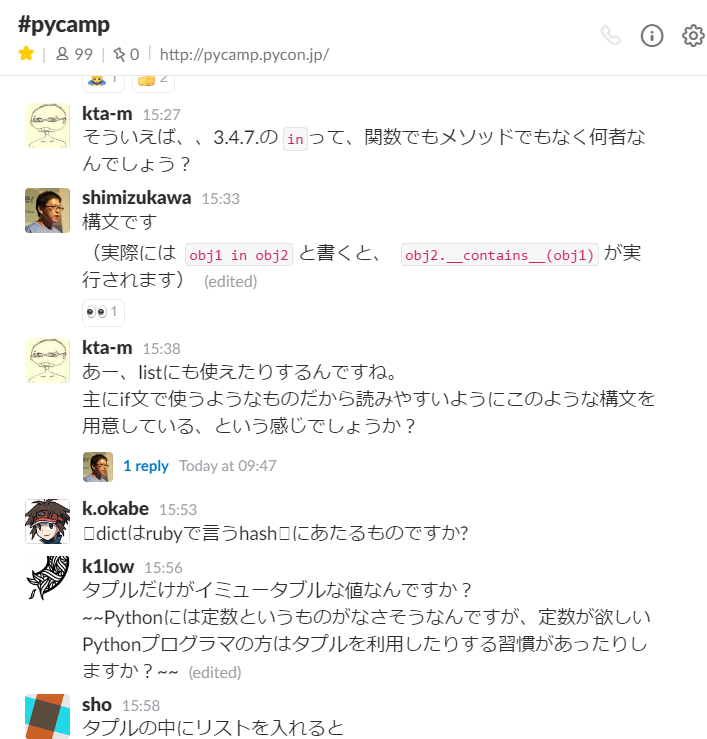 #pycamp
99 | 0 | http://pycamp.pycon.jp/
1 2
kta-m 15:27
そういえば、、3.4.7.の in って、関数でもメソッドでもなく何者な
んでしょう？
shimizukawa 15:33
構文です
（実際には obj1 in obj2 と書くと、 obj2.__contains__(obj1) が実
行されます） (edited)
1
kta-m 15:38
あー、listにも使えたりするんですね。
主にif文で使うようなものだから読みやすいようにこのような構文を
用意している、という感じでしょうか？
1 reply Today at 09:47
k.okabe 15:53
▯dictはrubyで言うhash▯にあたるものですか?
k1low 15:56
タプルだけがイミュータブルな値なんですか？
~~Pythonには定数というものがなさそうなんですが、定数が欲しい
Pythonプログラマの方はタプルを利用したりする習慣があったりし
ますか？~~ (edited)
sho 15:58
タプルの中にリストを入れると